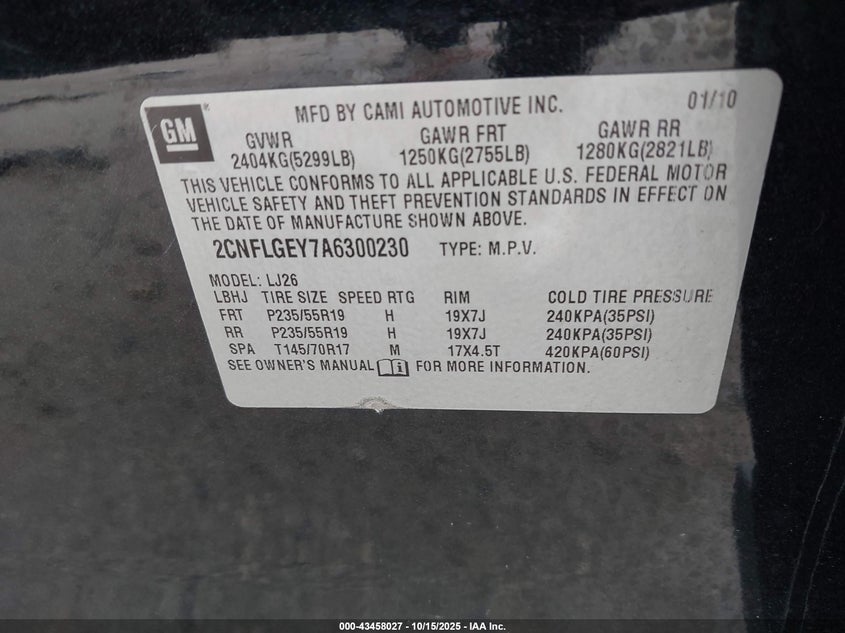 GM
®
MFD BY CAMI AUTOMOTIVE INC. 01/10
GVWR GAWR FRT GAWR RR
2404KG(5299LB) 1250KG(2755LB) 1280KG(2821LB)
THIS VEHICLE CONFORMS TO ALL APPLICABLE U.S. FEDERAL MOTOR
VEHICLE SAFETY AND THEFT PREVENTION STANDARDS IN EFFECT ON
THE DATE OF MANUFACTURE SHOWN ABOVE.
2CNFLGEY7A6300230 TYPE: M.P.V.
MODEL: LJ26
LBHJ TIRE SIZE SPEED RTG RIM COLD TIRE PRESSURE
FRT P235/55R19 H 19X7J 240KPA(35PSI)
RR P235/55R19 H 19X7J 240KPA(35PSI)
SPA T145/70R17 M 17X4.5T 420KPA(60PSI)
SEE OWNER'S MANUAL i FOR MORE INFORMATION.
000-43458027 - 10/15/2025 - IAA Inc.